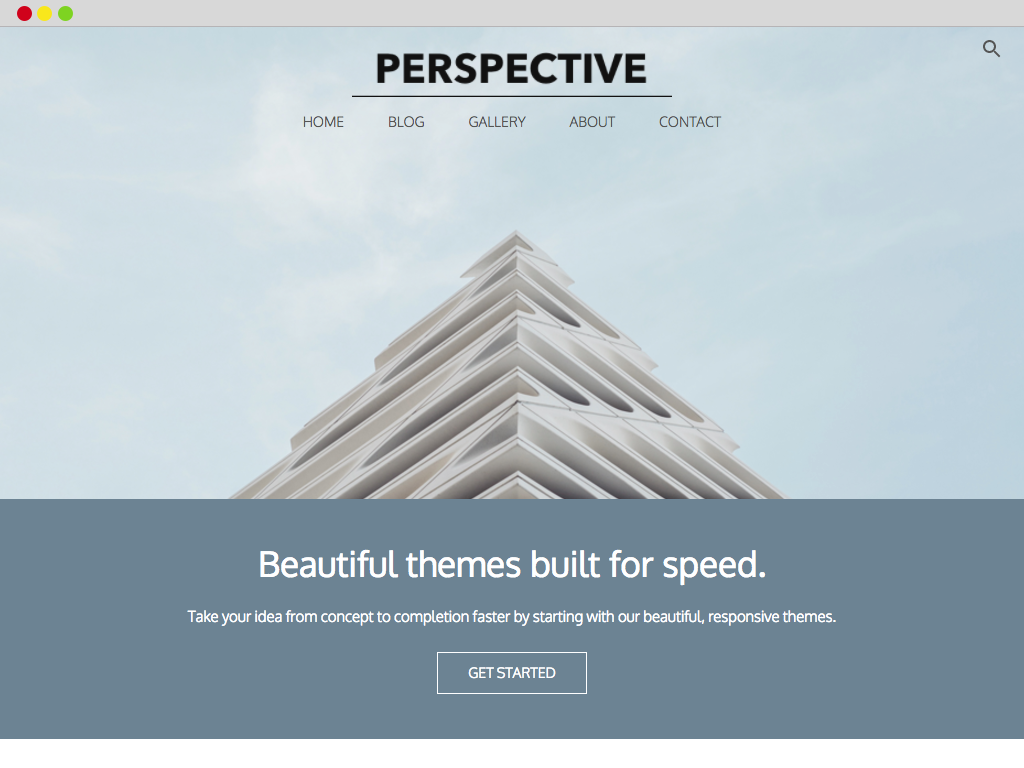 PERSPECTIVE
HOME BLOG GALLERY ABOUT CONTACT
Beautiful themes built for speed.
Take your idea from concept to completion faster by starting with our beautiful, responsive themes.
GET STARTED